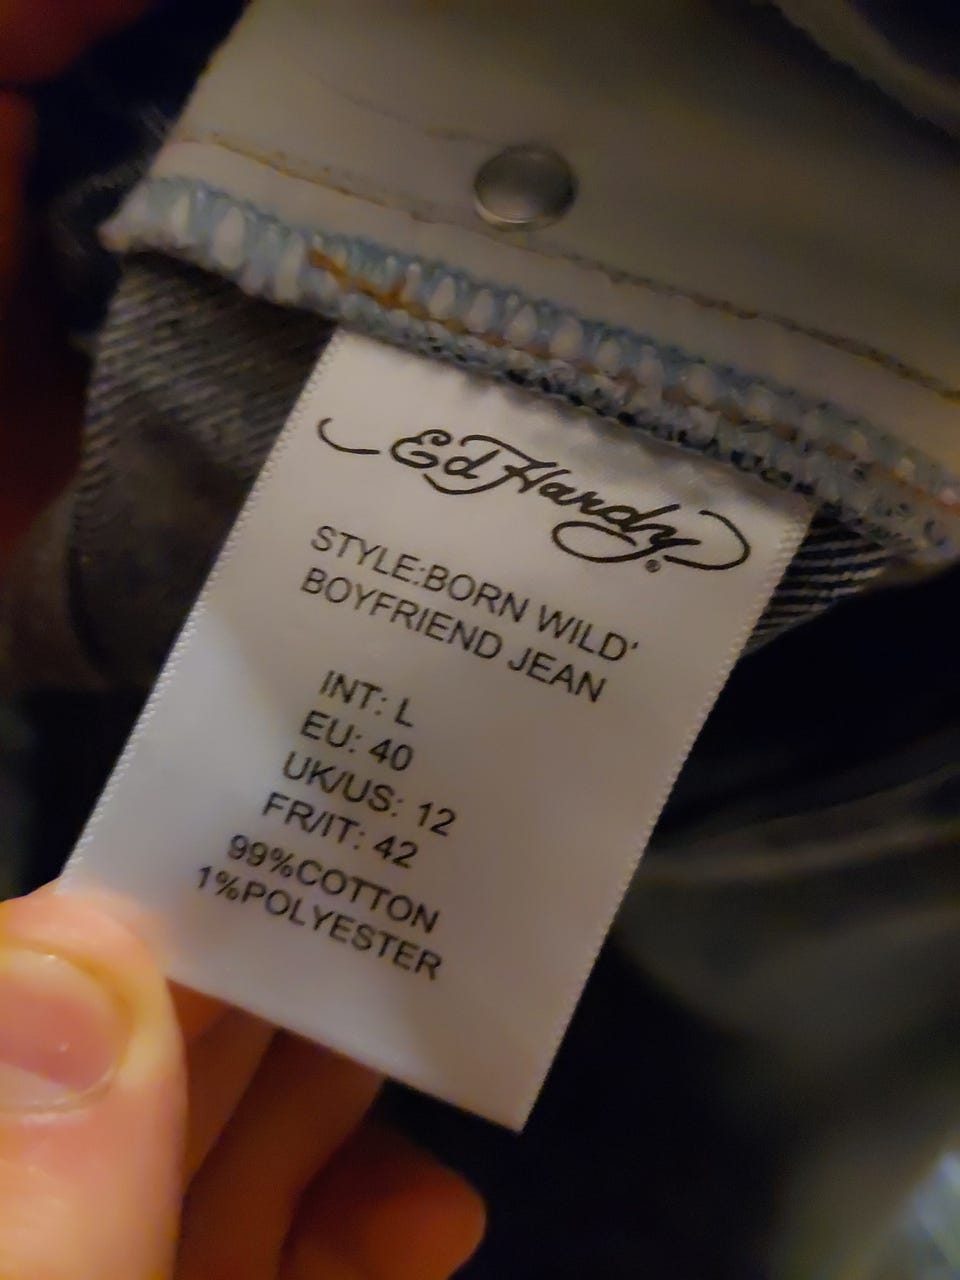 Ed Hardy®
STYLE:BORN WILD'
BOYFRIEND JEAN
INT: L
EU: 40
UK/US: 12
FR/IT: 42
99%COTTON
1%POLYESTER